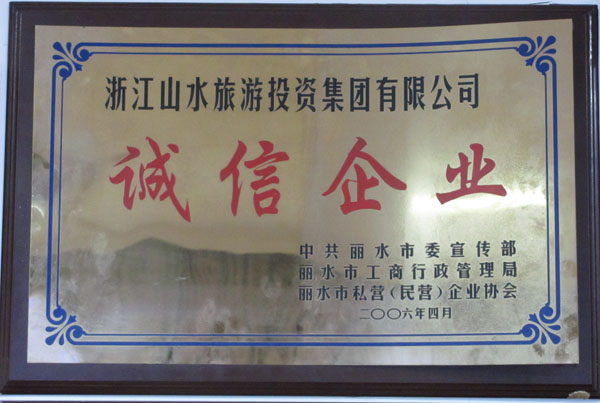 浙江山水旅游投资集团有限公司
诚信企业
中共丽水市委宣传部
丽水市工商行政管理局
丽水市私营(民营)企业协会
二〇〇六年四月